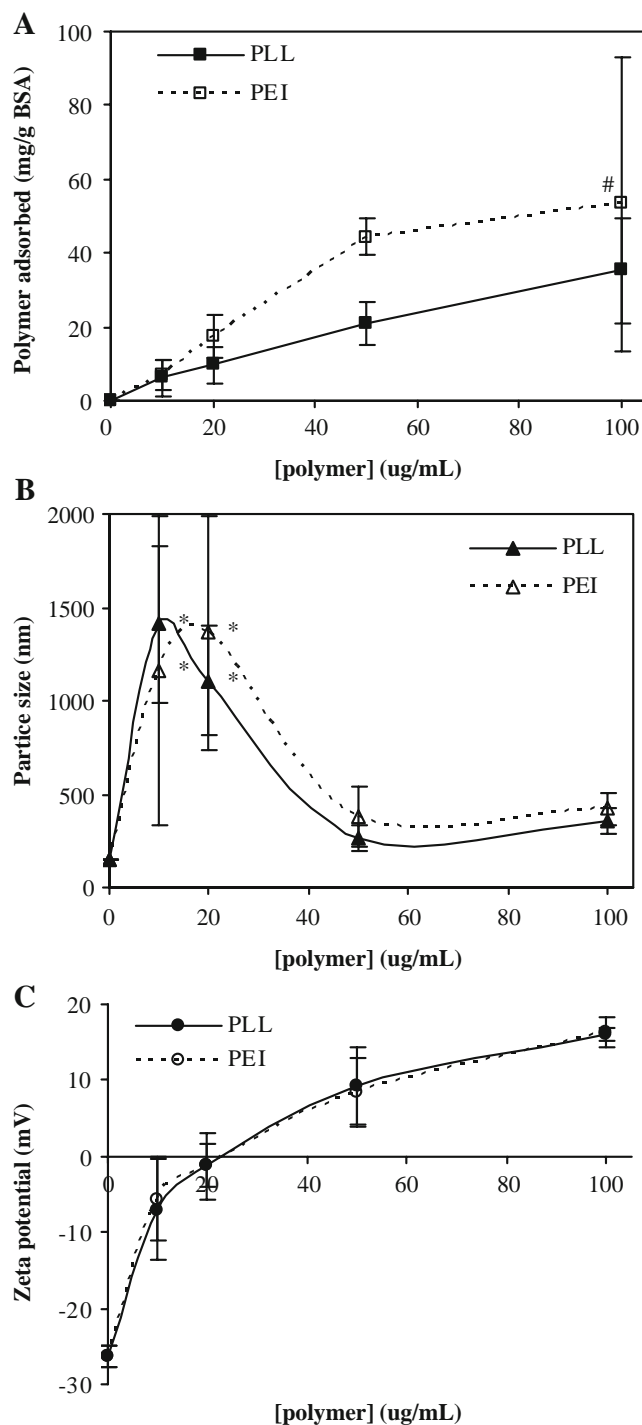 A
Polymer adsorbed (mg/g BSA)
100
80
60
40
20
0
PLL
PEI
#
0 20 40 60 80 100
[polymer] (ug/mL)
B
Partice size (nm)
2000
1500
1000
500
0
PLL
PEI
* *
* *
0 20 40 60 80 100
[polymer] (ug/mL)
C
Zeta potential (mV)
20
10
0
-10
-20
-30
PLL
PEI
0 20 40 60 80 100
[polymer] (ug/mL)